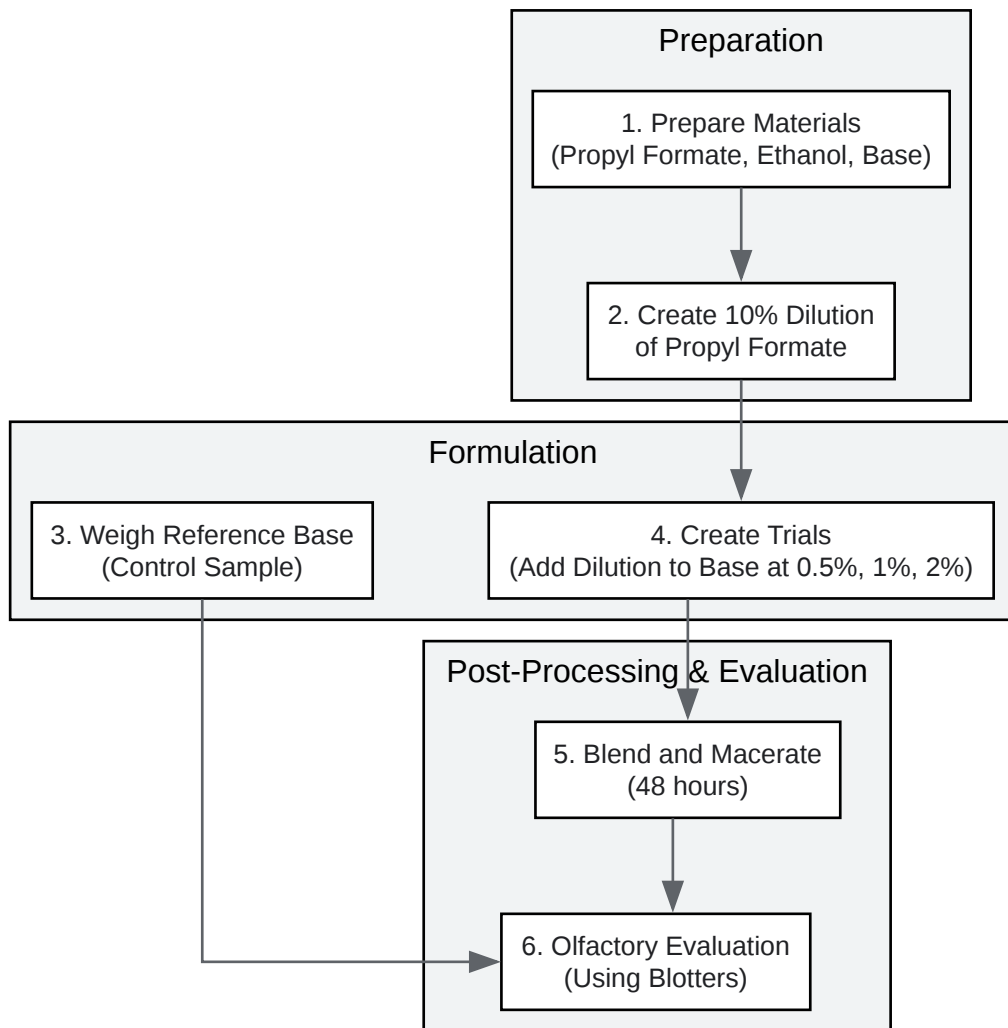 Preparation
1. Prepare Materials
(Propyl Formate, Ethanol, Base)
2. Create 10% Dilution
of Propyl Formate
Formulation
3. Weigh Reference Base
(Control Sample)
4. Create Trials
(Add Dilution to Base at 0.5%, 1%, 2%)
Post-Processing & Evaluation
5. Blend and Macerate
(48 hours)
6. Olfactory Evaluation
(Using Blotters)